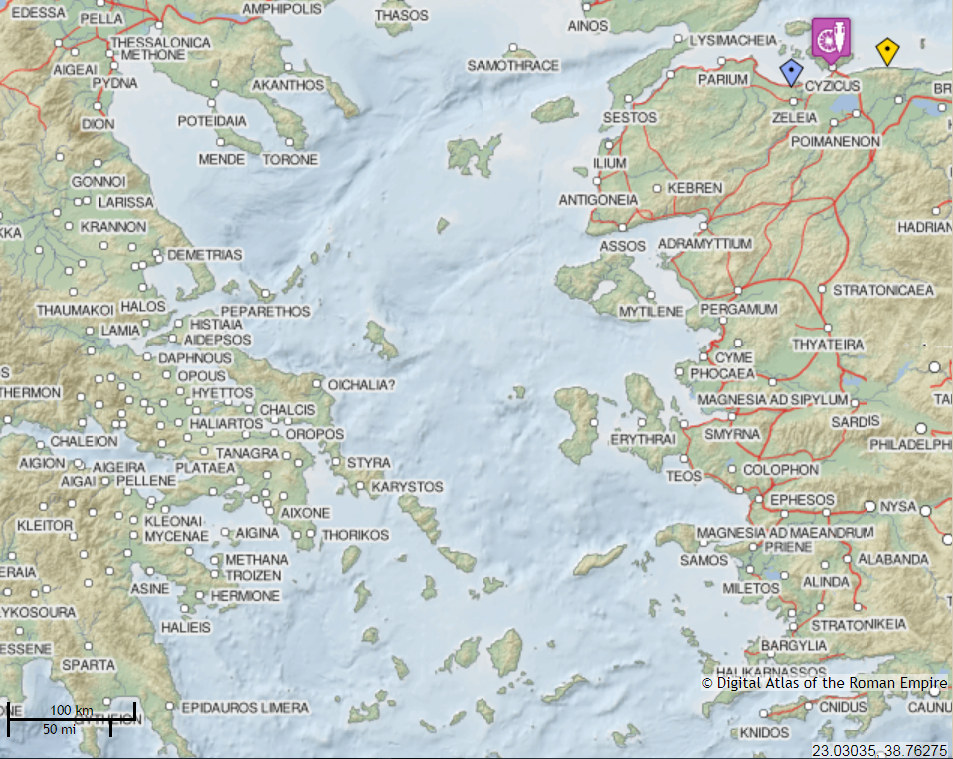 AMPHIPOLIS
EDESSA
PELLA
THASOS
AINOS
THESSALONICA
METHONE
LYSIMACHEIA
AIGEAI
SAMOTHRACE
PYDNA
AKANTHOS
PARIUM
CYZICUS
BR
DION
POTEIDAIA
SESTOS
ZELEIA
POIMANENON
MENDE
TORONE
ILIUM
GONNOI
KEBREN
LARISSA
ANTIGONEIA
KRANNON
HADRIAN
KKA
ASSOS
ADRAMYTTIUM
DEMETRIAS
STRATONICAEA
THAUMAKOI
HALOS
PEPARETHOS
MYTILENE
PERGAMUM
LAMIA
HISTIAIA
AIDEPSOS
THYATEIRA
DAPHNOUS
CYME
PHOCAEA
OPOUS
OICHALIA?
THERMON
HYETTOS
MAGNESIA AD SIPYLUM
TA
CHALCIS
HALIARTOS
SARDIS
OROPOS
ERYTHRAI
SMYRNA
CHALEION
PHILADELPH
TANAGRA
AIGION
AIGEIRA
PLATAEA
STYRA
AIGAI
PELLENE
TEOS
COLOPHON
KARYSTOS
EPHESOS
NYSA
AIXONE
KLEITOR
KLEONAI
MYCENAE
AIGINA
THORIKOS
MAGNESIA AD MAEANDRUM
PRIENE
METHANA
SAMOS
ALABANDA
ERAIA
TROIZEN
ASINE
HERMIONE
MILETOS
ALINDA
LYKOSOURA
HALIEIS
STRATONIKEIA
ESSENE
BARGYLIA
SPARTA
HALIKARNASSOS
© Digital Atlas of the Roman Empire
EPIDAUROS LIMERA
CNIDUS
CAUNU
100 km
GYTHEION
50 mi
KNIDOS
23.03035, 38.76275